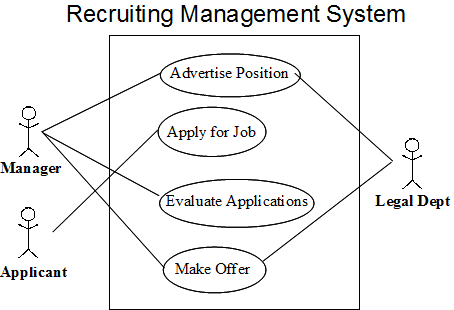 Recruiting Management System
Advertise Position
Apply for Job
Manager
Evaluate Applications
Legal Dept
Applicant
Make Offer